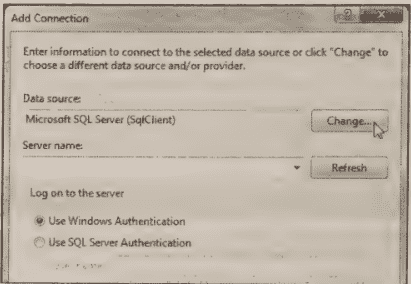 Add Connection
Enter information to connect to the selected data source or click "Change" to
choose a different data source and/or provider.
Data source:
Microsoft SQL Server (SqlClient)
Change...
Server name:
Refresh
Log on to the server
Use Windows Authentication
Use SQL Server Authentication